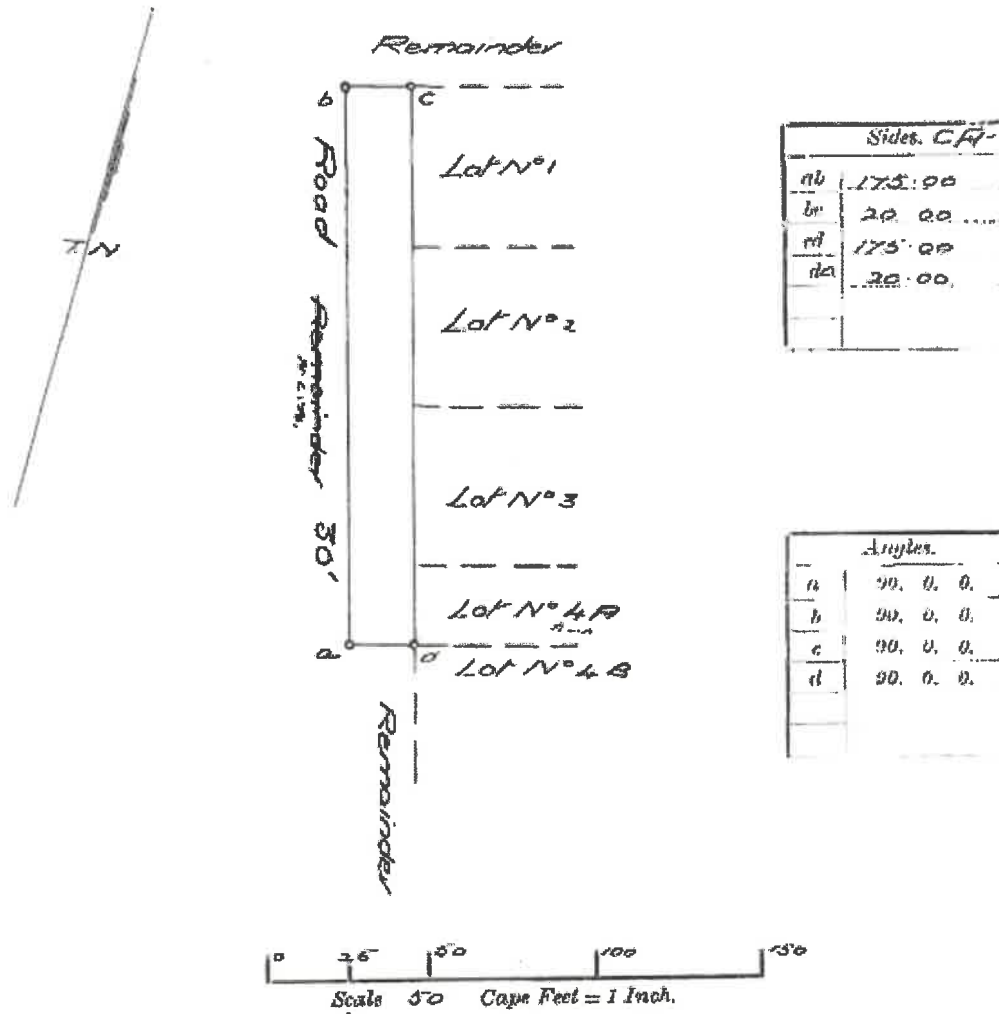 Remainder
b
c
Road
Remainder
30'
Lot Nº 1
Lot Nº 2
Lot Nº 3
Lot Nº 4A
Lot Nº 4B
a
d
Remainder
T N
Sides.
ab 175.00
bc 20 00
cd 175.00
da 20.00
Angles.
a 90. 0. 0.
b 90. 0. 0.
c 90. 0. 0.
d 90. 0. 0.
0 25 50 100 150
Scale 50 Cape Feet = 1 Inch.